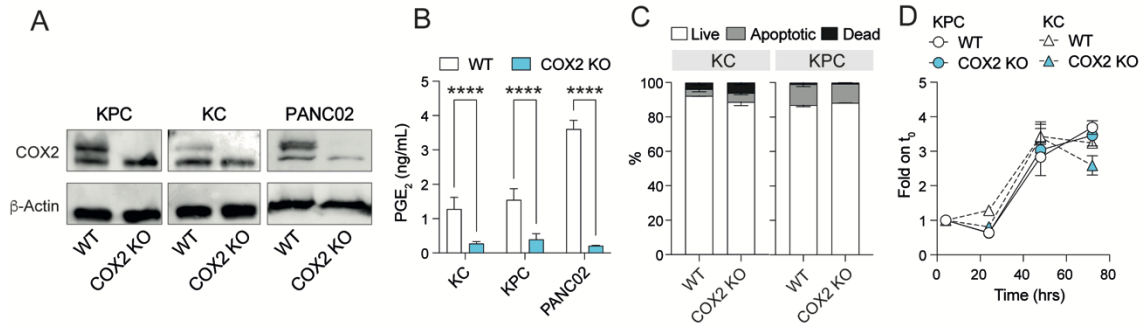 A
KPC KC PANC02
COX2
β-Actin
WT COX2 KO WT COX2 KO WT COX2 KO
B
WT COX2 KO
5
4
3
2
1
0
PGE2 (ng/mL)
**** **** ****
KC KPC PANC02
C
Live Apoptotic Dead
KC KPC
100
80
60
40
20
0
%
WT COX2 KO WT COX2 KO
D
KPC KC
WT WT
COX2 KO COX2 KO
5
4
3
2
1
0
Fold on t0
0 20 40 60 80
Time (hrs)